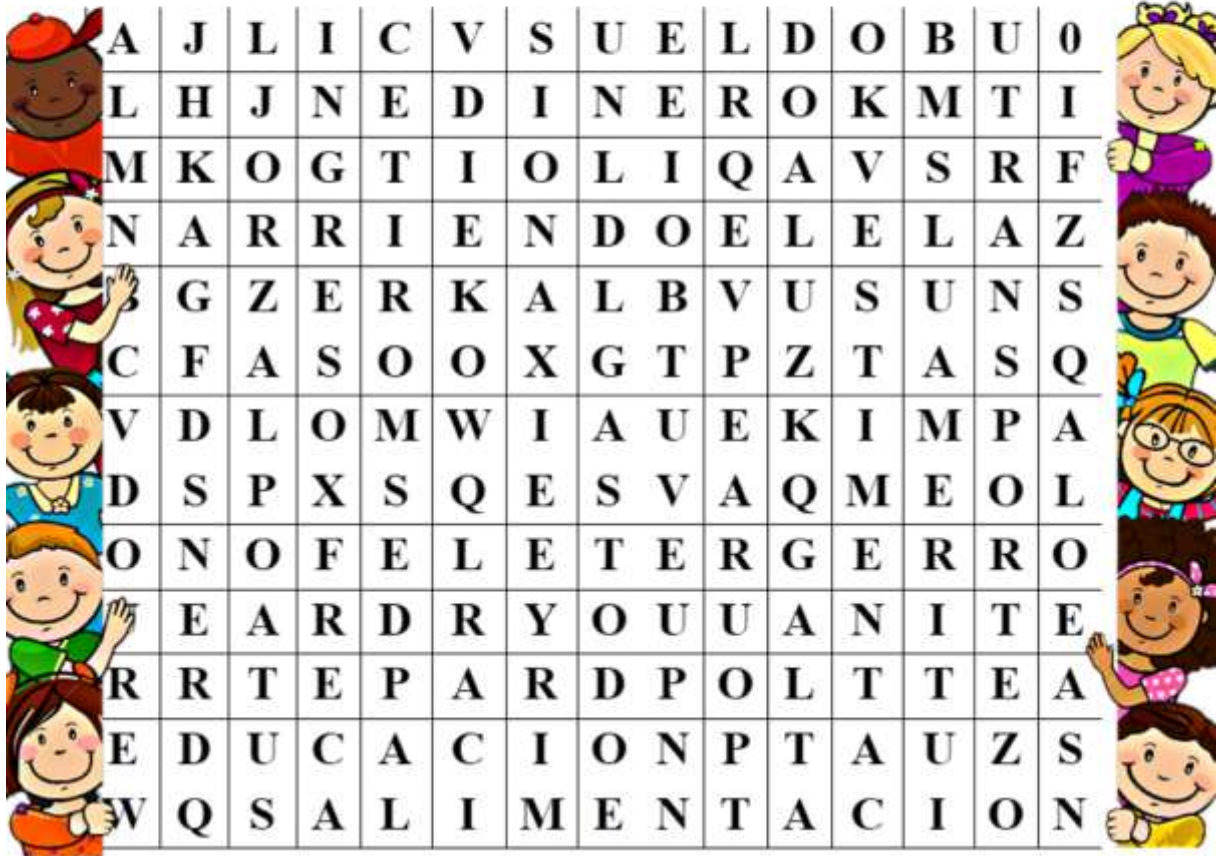 A J L I C V S U E L D O B U 0
L H J N E D I N E R O K M T I
M K O G T I O L I Q A V S R F
N A R R I E N D O E L E L A Z
B G Z E R K A L B V U S U N S
C F A S O O X G T P Z T A S Q
V D L O M W I A U E K I M P A
D S P X S Q E S V A Q M E O L
O N O F E L E T E R G E R R O
E A R D R Y O U U A N I T E
R R T E P A R D P O L T T E A
E D U C A C I O N P T A U Z S
W Q S A L I M E N T A C I O N